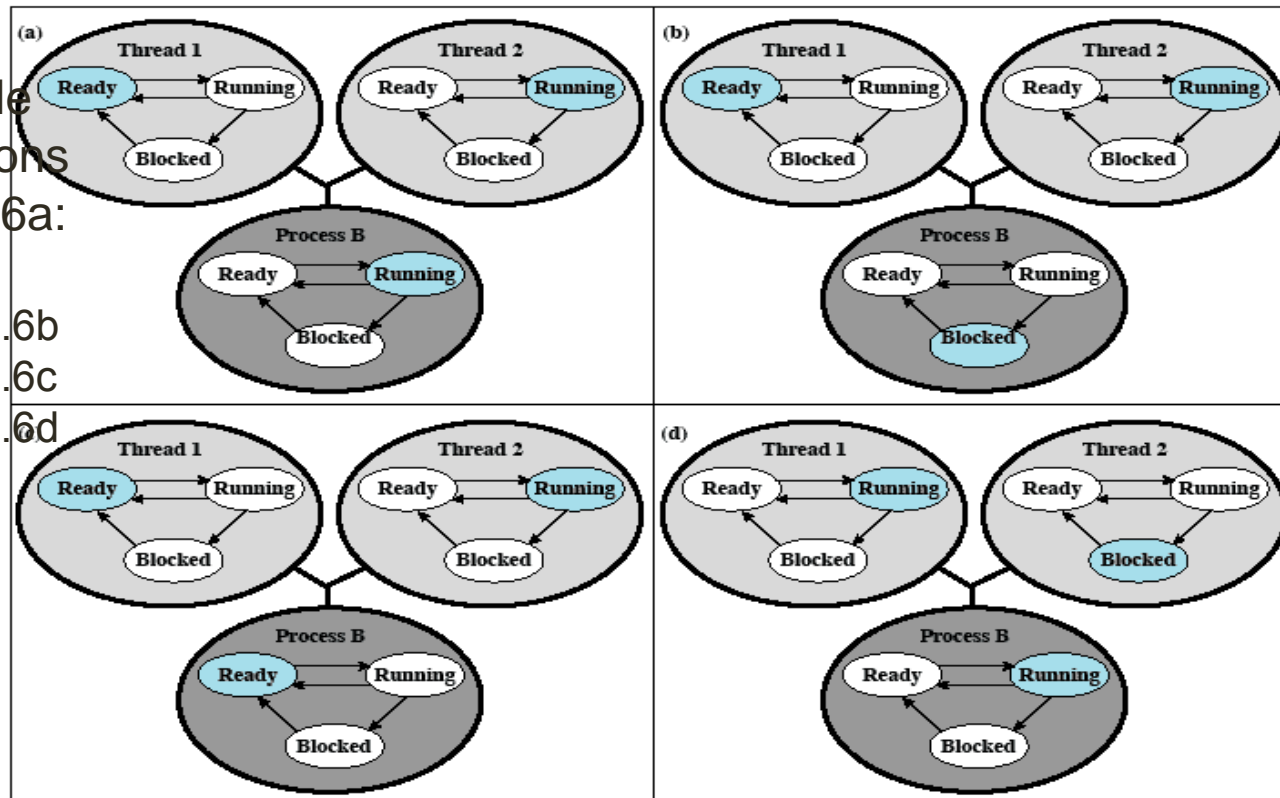 (a) Thread 1 Thread 2
Ready Running Ready Running
Blocked Blocked
Process B
Ready Running
Blocked
(b) Thread 1 Thread 2
Ready Running Ready Running
Blocked Blocked
Process B
Ready Running
Blocked
le
ons
6a:
.6b
.6c
.6d
Thread 1 Thread 2
Ready Running Ready Running
Blocked Blocked
Process B
Ready Running
Blocked
(d) Thread 1 Thread 2
Ready Running Ready Running
Blocked Blocked
Process B
Ready Running
Blocked